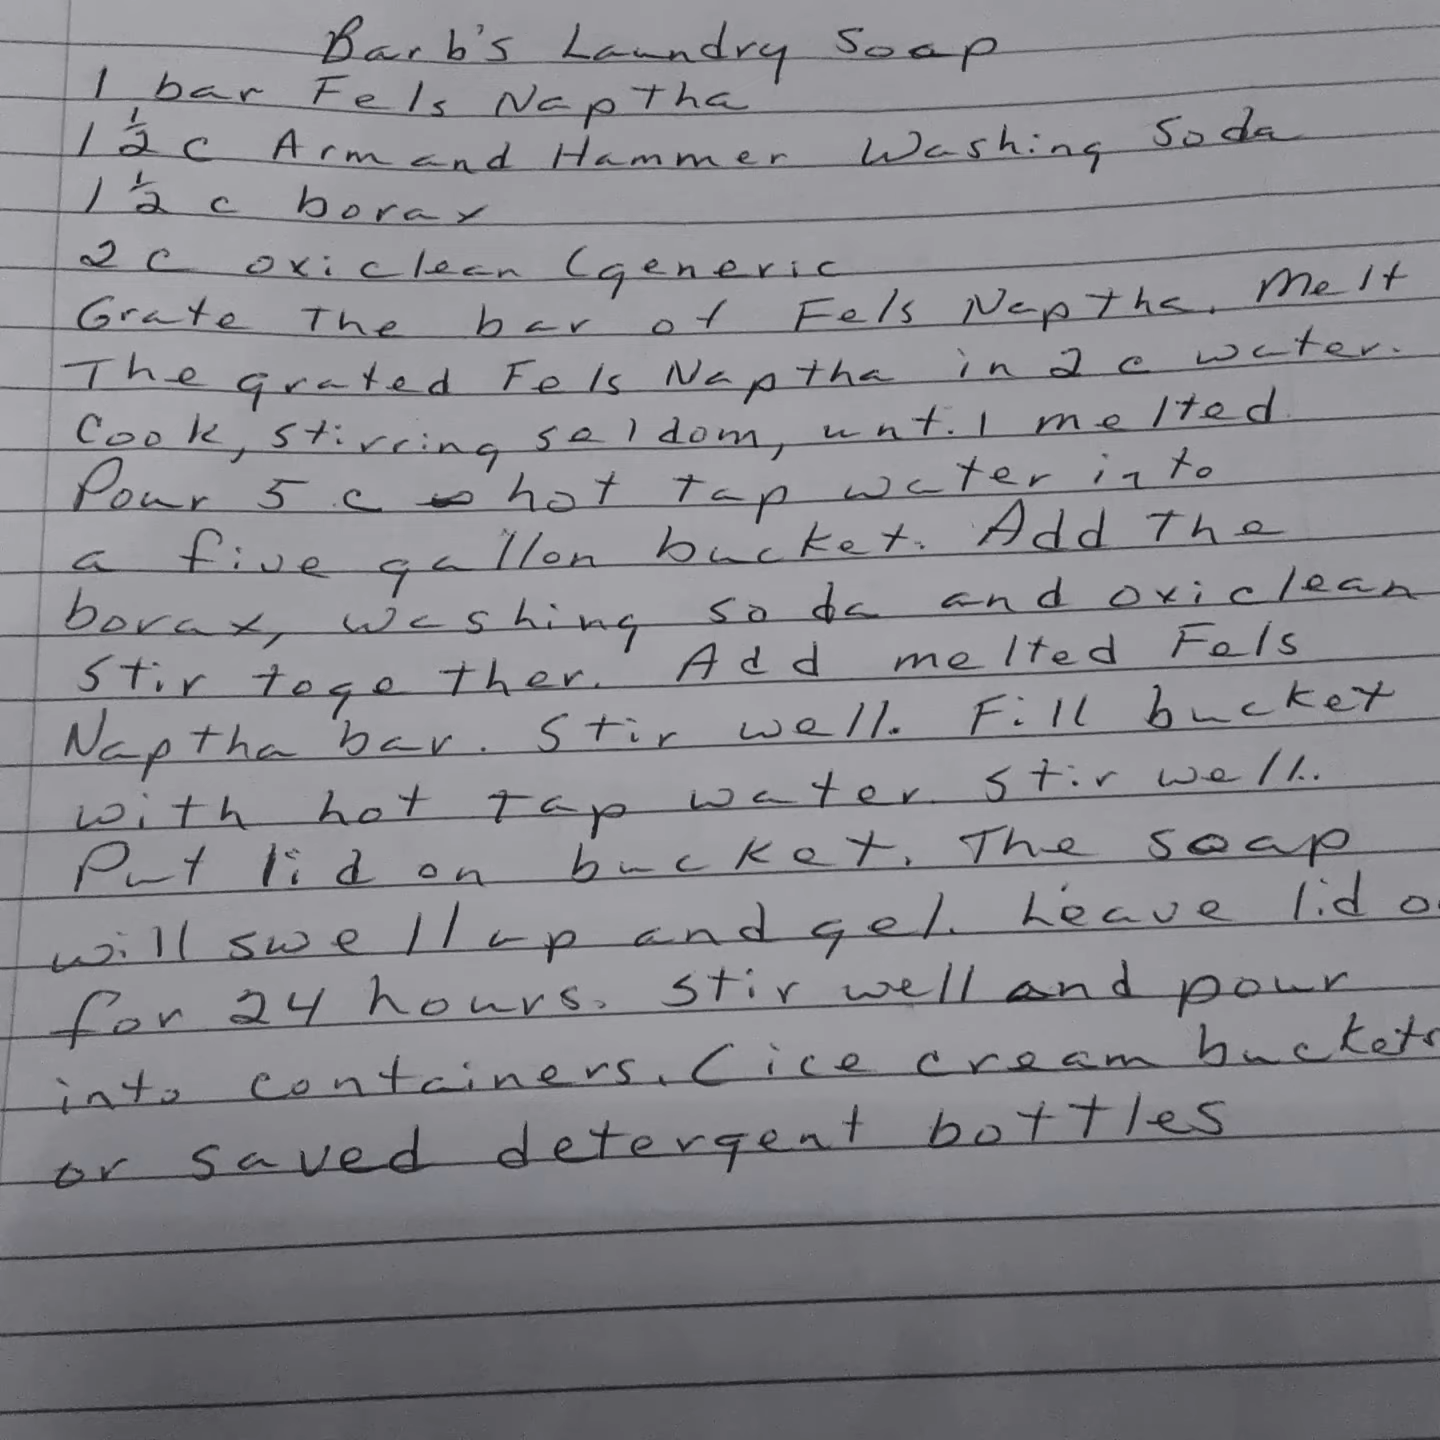 Barb's Laundry Soap
1 bar Fels Naptha
1 ½ c Arm and Hammer Washing Soda
1 ½ c borax
2 c oxiclean (generic
Grate The bar of Fels Naptha. Melt
The grated Fels Naptha in 2 c water.
Cook, stirring seldom, until melted.
Pour 5 c hot tap water into
a five gallon bucket. Add The
borax, washing soda and oxiclean
Stir together. Add melted Fels
Naptha bar. Stir well. Fill bucket
with hot tap water. Stir well.
Put lid on bucket. The soap
will swell up and gel. Leave lid o
for 24 hours. Stir well and pour
into containers. (ice cream buckets
or saved detergent bottles